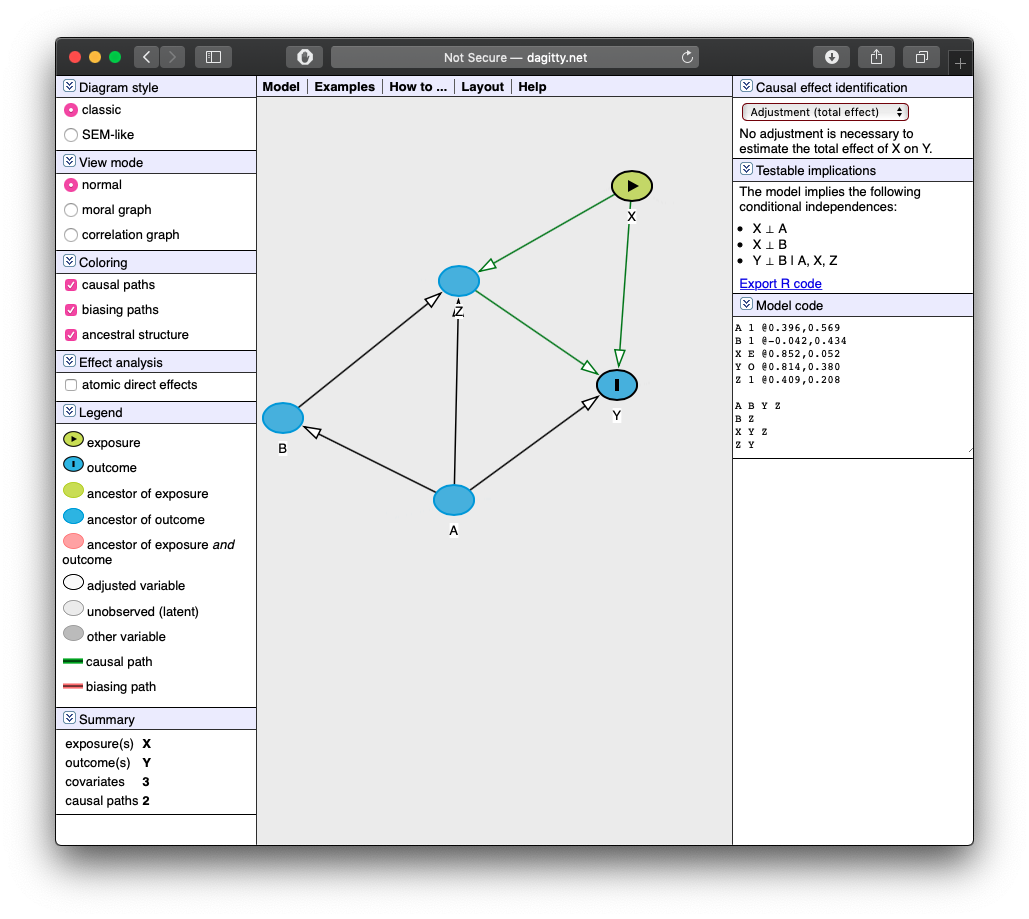 Not Secure — dagitty.net
Diagram style
classic
SEM-like
View mode
normal
moral graph
correlation graph
Coloring
causal paths
biasing paths
ancestral structure
Effect analysis
atomic direct effects
Legend
exposure
outcome
ancestor of exposure
ancestor of outcome
ancestor of exposure and
outcome
adjusted variable
unobserved (latent)
other variable
causal path
biasing path
Summary
exposure(s) X
outcome(s) Y
covariates 3
causal paths 2
Model | Examples | How to ... | Layout | Help
X
Z
Y
B
A
Causal effect identification
Adjustment (total effect)
No adjustment is necessary to
estimate the total effect of X on Y.
Testable implications
The model implies the following
conditional independences:
• X ⊥ A
• X ⊥ B
• Y ⊥ B | A, X, Z
Export R code
Model code
A 1 @0.396,0.569
B 1 @-0.042,0.434
X E @0.852,0.052
Y O @0.814,0.380
Z 1 @0.409,0.208
A B Y Z
B Z
X Y Z
Z Y